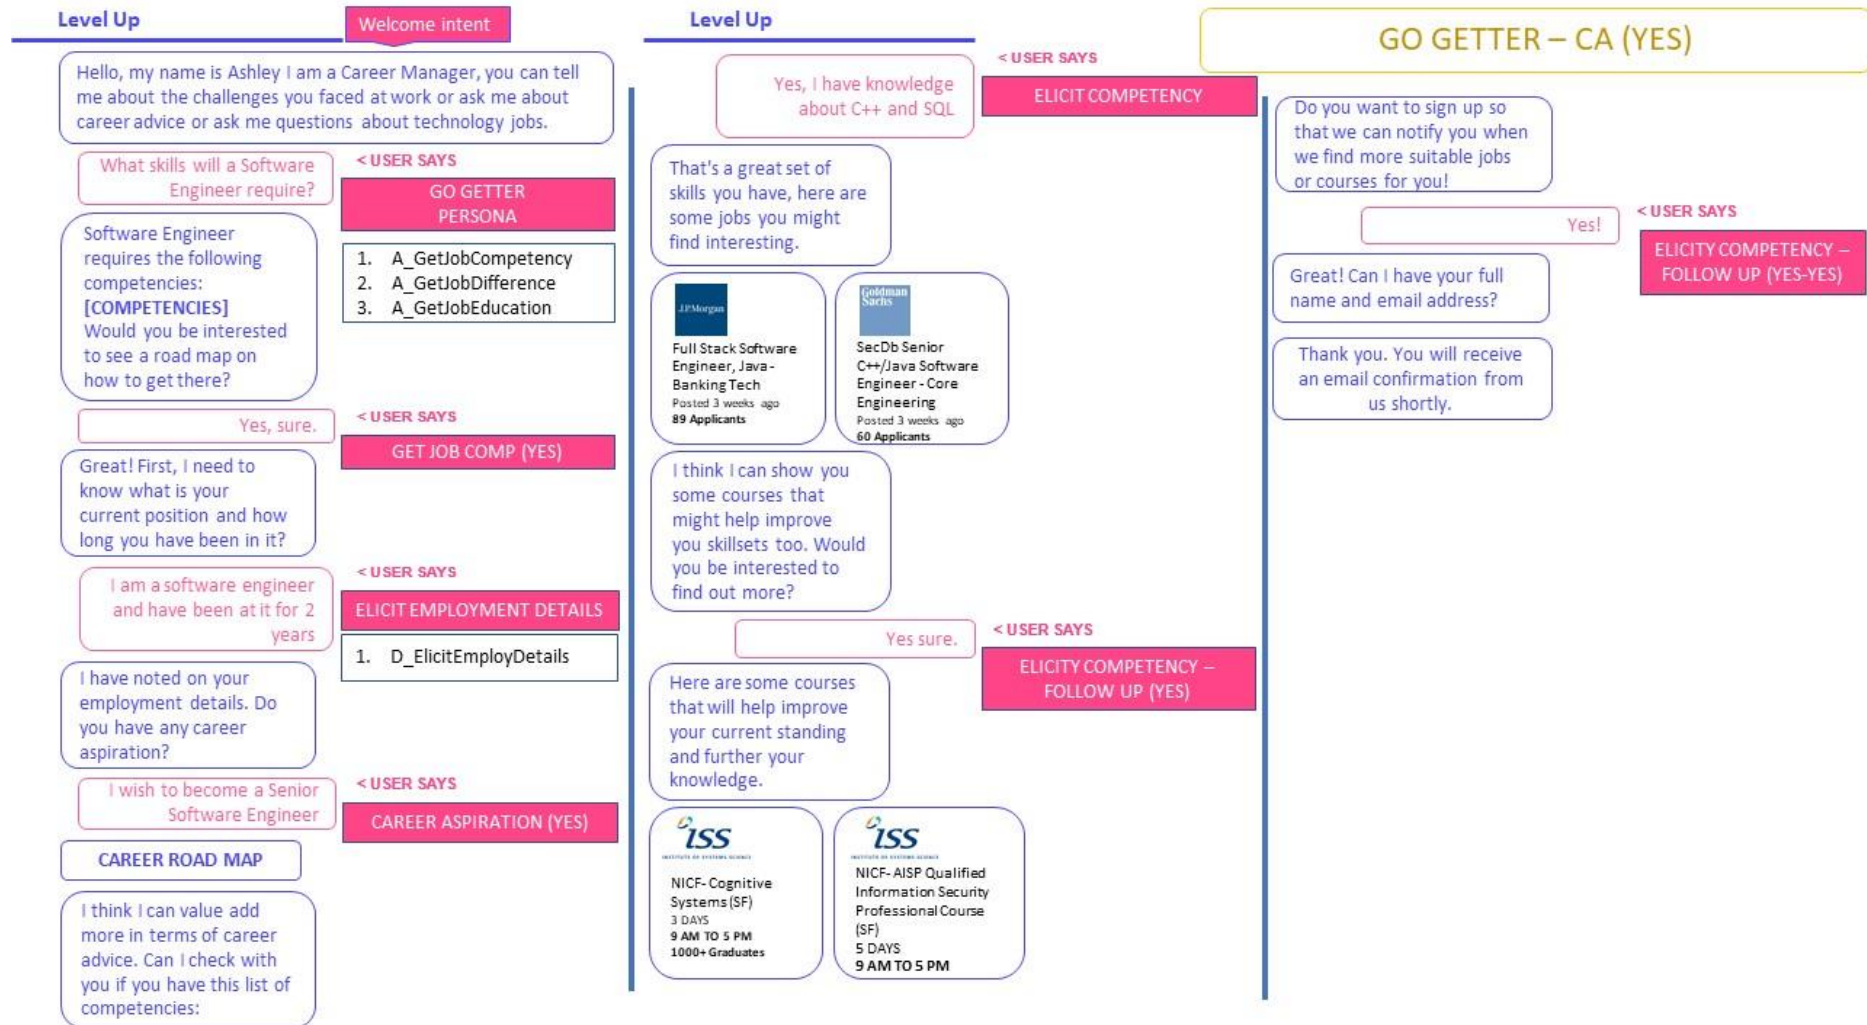 Level Up
Welcome intent
Hello, my name is Ashley I am a Career Manager, you can tell
me about the challenges you faced at work or ask me about
career advice or ask me questions about technology jobs.
What skills will a Software
Engineer require?
< USER SAYS
GO GETTER
PERSONA
1. A_GetJobCompetency
2. A_GetJobDifference
3. A_GetJobEducation
Software Engineer
requires the following
competencies:
[COMPETENCIES]
Would you be interested
to see a road map on
how to get there?
Yes, sure.
< USER SAYS
GET JOB COMP (YES)
Great! First, I need to
know what is your
current position and how
long you have been in it?
I am a software engineer
and have been at it for 2
years
< USER SAYS
ELICIT EMPLOYMENT DETAILS
1. D_ElicitEmployDetails
I have noted on your
employment details. Do
you have any career
aspiration?
I wish to become a Senior
Software Engineer
< USER SAYS
CAREER ASPIRATION (YES)
CAREER ROAD MAP
I think I can value add
more in terms of career
advice. Can I check with
you if you have this list of
competencies:
Level Up
Yes, I have knowledge
about C++ and SQL
< USER SAYS
ELICIT COMPETENCY
That's a great set of
skills you have, here are
some jobs you might
find interesting.
J.P.Morgan
Full Stack Software
Engineer, Java -
Banking Tech
Posted 3 weeks ago
89 Applicants
Goldman
Sachs
SecDb Senior
C++/Java Software
Engineer - Core
Engineering
Posted 3 weeks ago
60 Applicants
I think I can show you
some courses that
might help improve
you skillsets too. Would
you be interested to
find out more?
Yes sure.
< USER SAYS
ELICITY COMPETENCY –
FOLLOW UP (YES)
Here are some courses
that will help improve
your current standing
and further your
knowledge.
iSS
INSTITUTE OF SYSTEMS SCIENCE
NICF- Cognitive
Systems (SF)
3 DAYS
9 AM TO 5 PM
1000+ Graduates
iSS
INSTITUTE OF SYSTEMS SCIENCE
NICF- AISP Qualified
Information Security
Professional Course
(SF)
5 DAYS
9 AM TO 5 PM
GO GETTER – CA (YES)
Do you want to sign up so
that we can notify you when
we find more suitable jobs
or courses for you!
Yes!
< USER SAYS
ELICITY COMPETENCY –
FOLLOW UP (YES-YES)
Great! Can I have your full
name and email address?
Thank you. You will receive
an email confirmation from
us shortly.